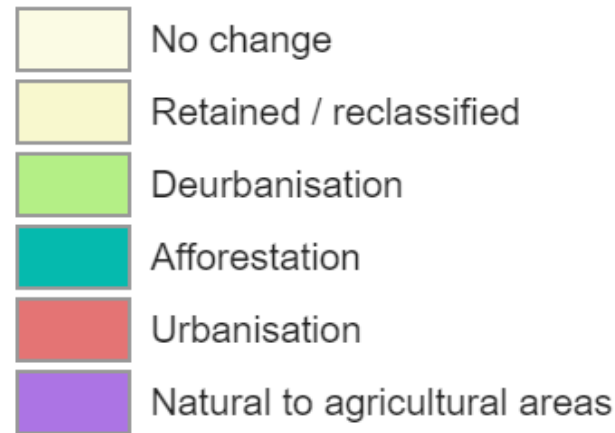 No change
Retained / reclassified
Deurbanisation
Afforestation
Urbanisation
Natural to agricultural areas